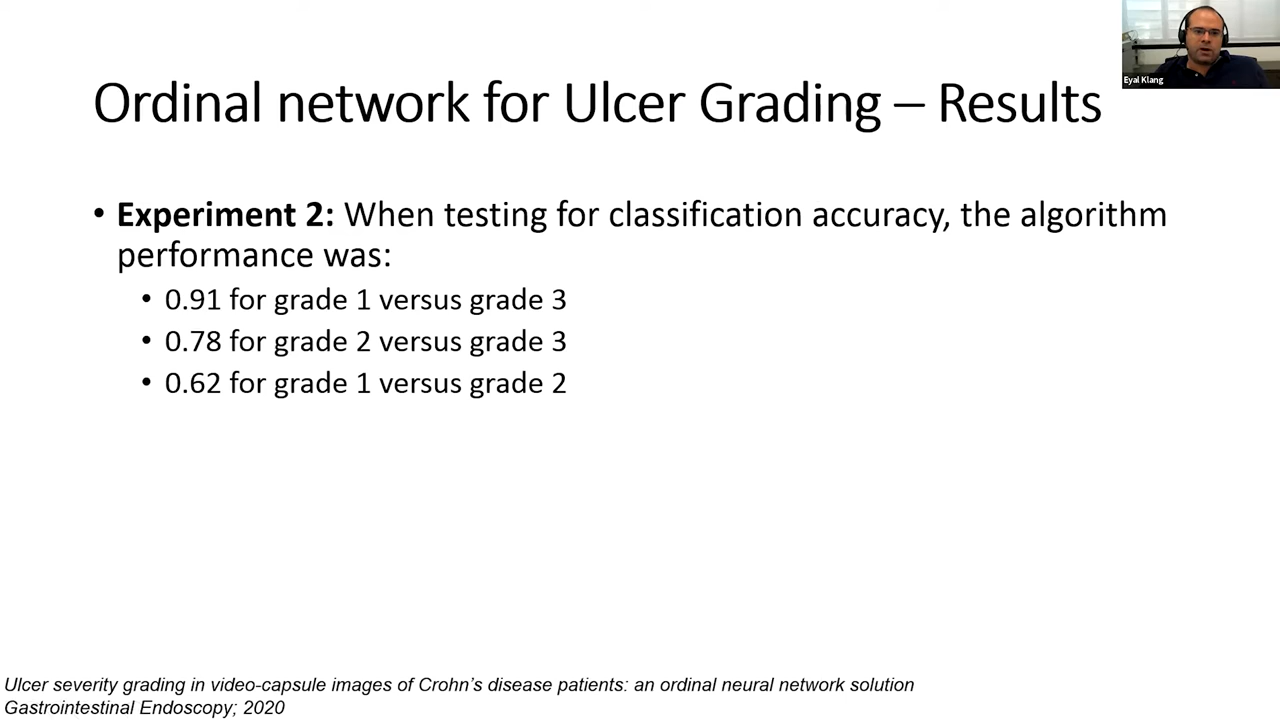 Eyal Klang
Ordinal network for Ulcer Grading – Results
• Experiment 2: When testing for classification accuracy, the algorithm
performance was:
• 0.91 for grade 1 versus grade 3
• 0.78 for grade 2 versus grade 3
• 0.62 for grade 1 versus grade 2
Ulcer severity grading in video-capsule images of Crohn’s disease patients: an ordinal neural network solution
Gastrointestinal Endoscopy; 2020